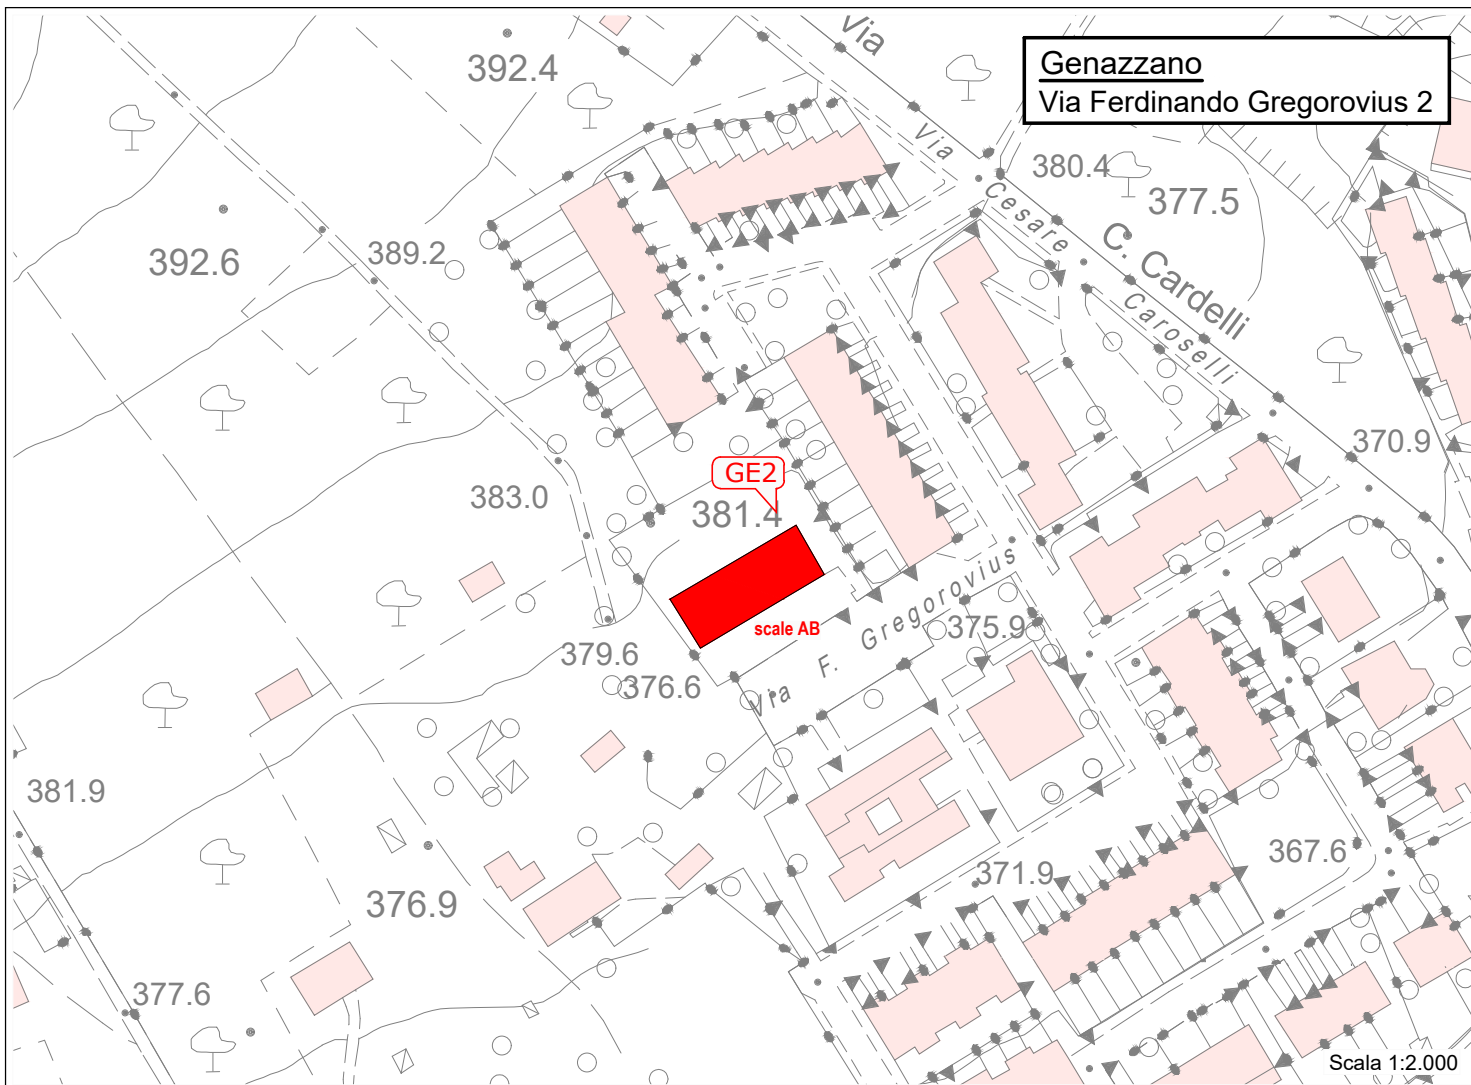 Genazzano
Via Ferdinando Gregorovius 2
Via
392.4
Via
380.4
377.5
Cesare
C. Cardelli
389.2
392.6
Caroselli
370.9
GE2
383.0
381.4
Via F. Gregorovius
scale AB
375.9
379.6
376.6
381.9
367.6
371.9
376.9
377.6
Scala 1:2.000